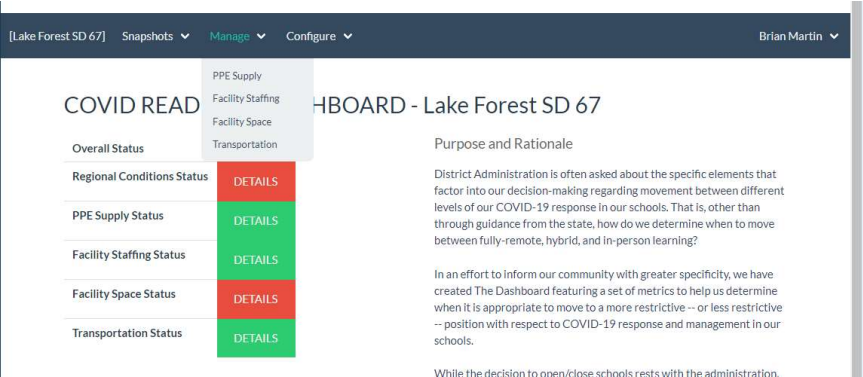 [Lake Forest SD 67] Snapshots Manage Configure Brian Martin
PPE Supply
Facility Staffing
Facility Space
Transportation
COVID READ HBOARD - Lake Forest SD 67
Overall Status
Regional Conditions Status DETAILS
PPE Supply Status DETAILS
Facility Staffing Status DETAILS
Facility Space Status DETAILS
Transportation Status DETAILS
Purpose and Rationale
District Administration is often asked about the specific elements that
factor into our decision-making regarding movement between different
levels of our COVID-19 response in our schools. That is, other than
through guidance from the state, how do we determine when to move
between fully-remote, hybrid, and in-person learning?
In an effort to inform our community with greater specificity, we have
created The Dashboard featuring a set of metrics to help us determine
when it is appropriate to move to a more restrictive -- or less restrictive
-- position with respect to COVID-19 response and management in our
schools.
While the decision to open/close schools rests with the administration,